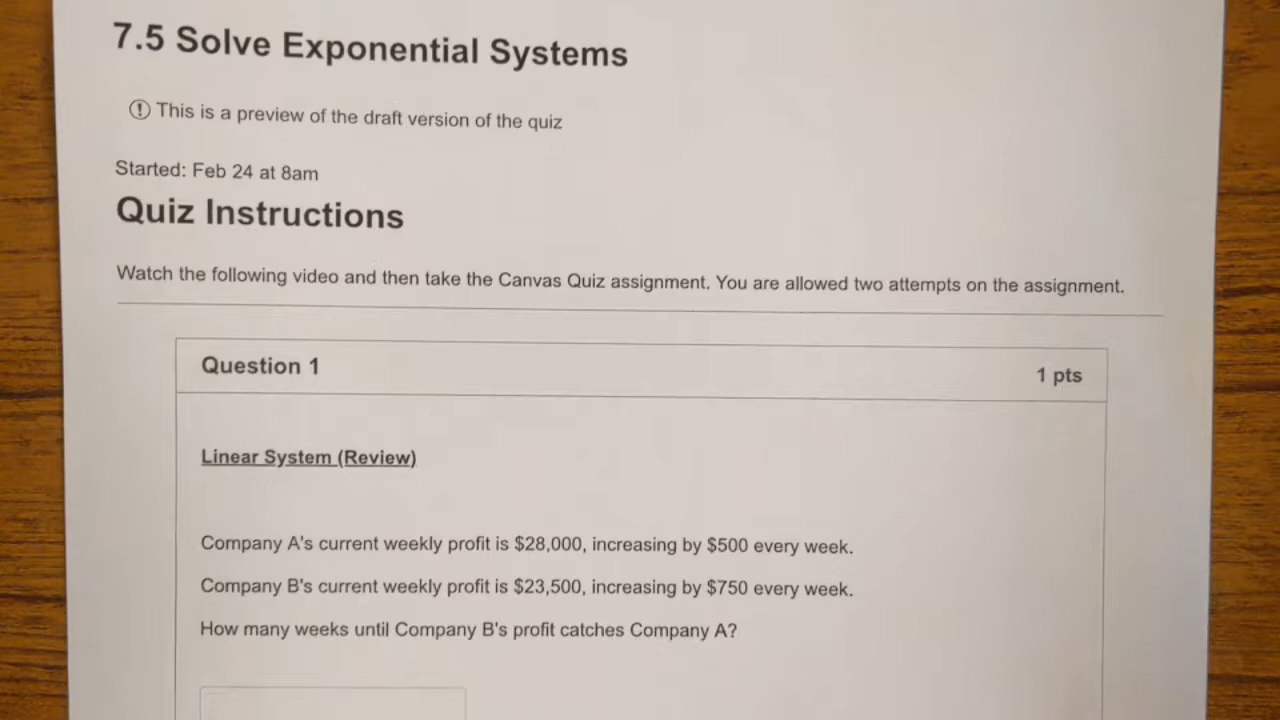 7.5 Solve Exponential Systems
This is a preview of the draft version of the quiz
Started: Feb 24 at 8am
Quiz Instructions
Watch the following video and then take the Canvas Quiz assignment. You are allowed two attempts on the assignment.
Question 1
1 pts
Linear System (Review)
Company A's current weekly profit is $28,000, increasing by $500 every week.
Company B's current weekly profit is $23,500, increasing by $750 every week.
How many weeks until Company B's profit catches Company A?